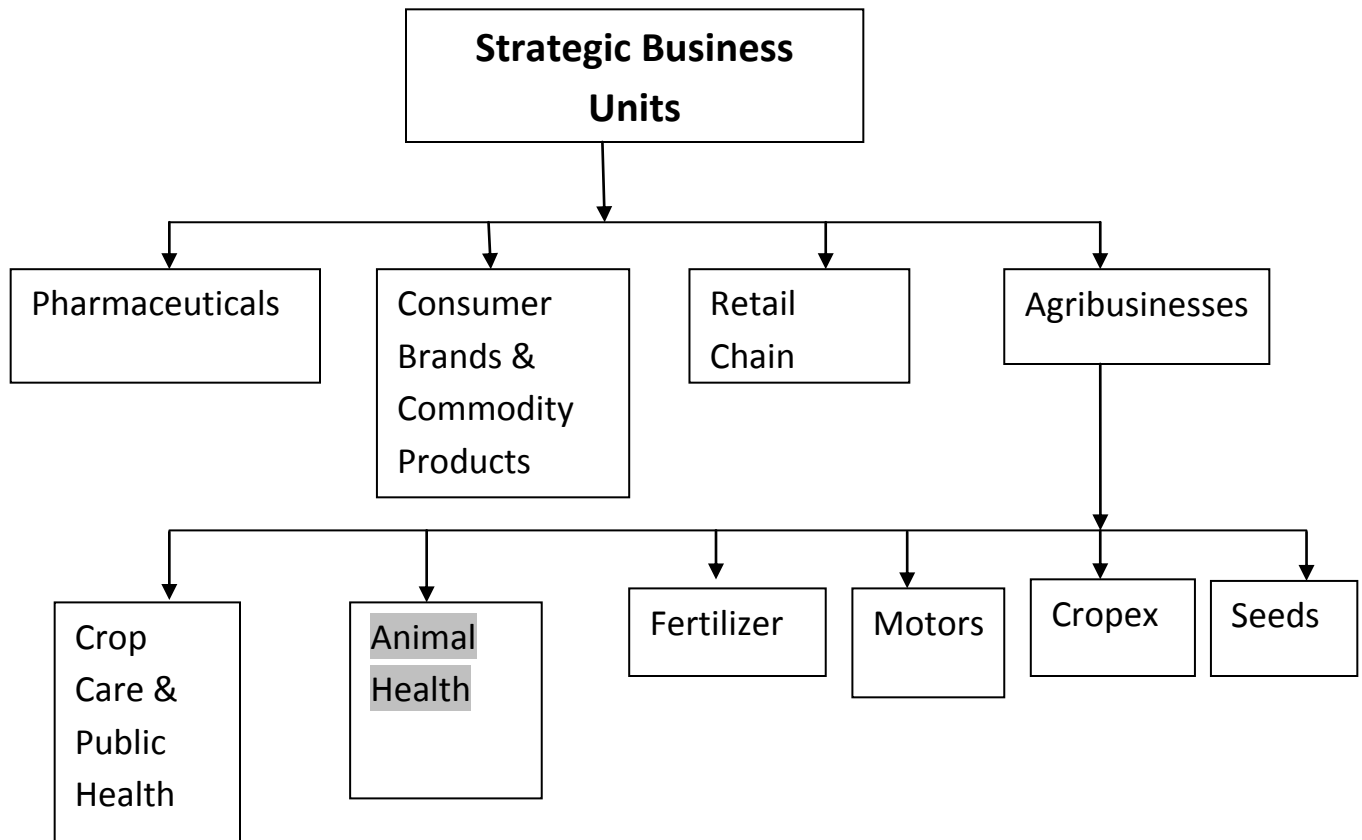 Strategic Business
Units
Pharmaceuticals
Consumer
Brands &
Commodity
Products
Retail
Chain
Agribusinesses
Crop
Care &
Public
Health
Animal
Health
Fertilizer
Motors
Cropex
Seeds